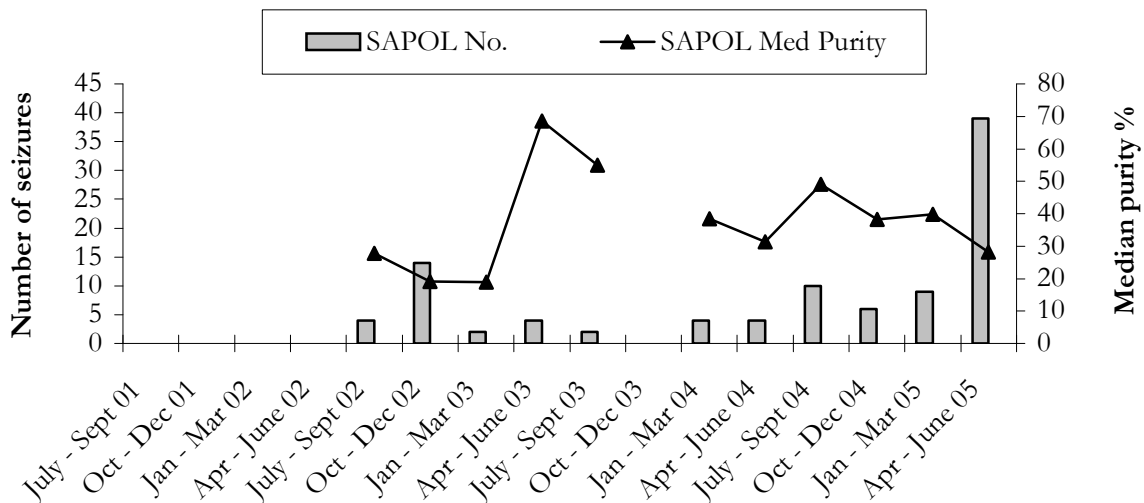 SAPOL No. SAPOL Med Purity
Number of seizures
45
40
35
30
25
20
15
10
5
0
80
70
60
50
40
30
20
10
0
Median purity %
July - Sept 01
Oct - Dec 01
Jan - Mar 02
Apr - June 02
July - Sept 02
Oct - Dec 02
Jan - Mar 03
Apr - June 03
July - Sept 03
Oct - Dec 03
Jan - Mar 04
Apr - June 04
July - Sept 04
Oct - Dec 04
Jan - Mar 05
Apr - June 05